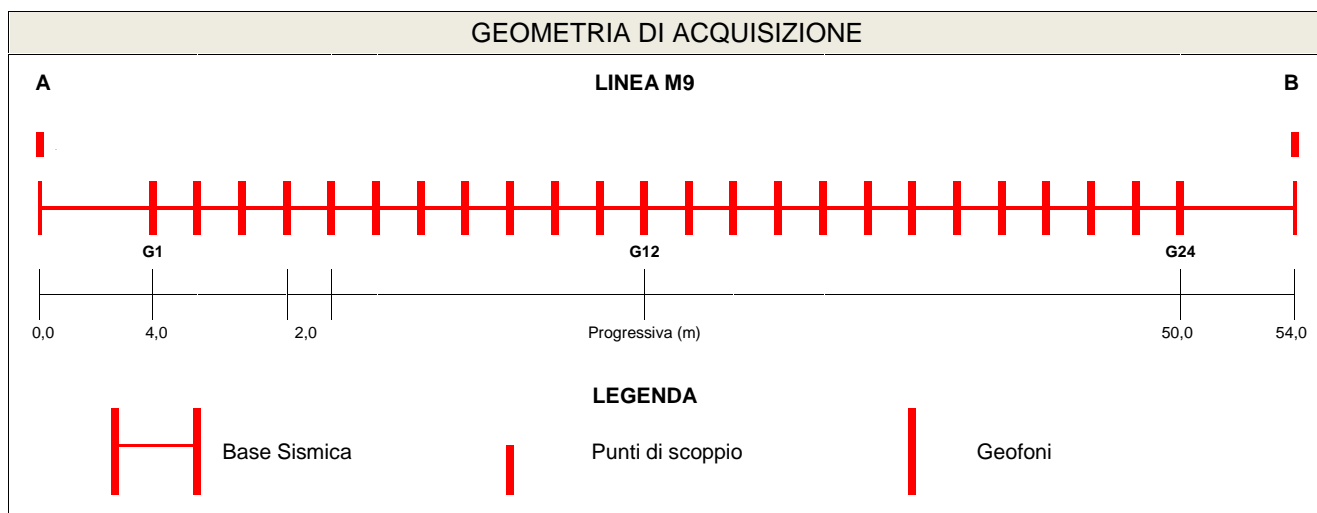 GEOMETRIA DI ACQUISIZIONE
A LINEA M9 B
G1 G12 G24
0,0 4,0 2,0 Progressiva (m) 50,0 54,0
LEGENDA
Base Sismica Punti di scoppio Geofoni